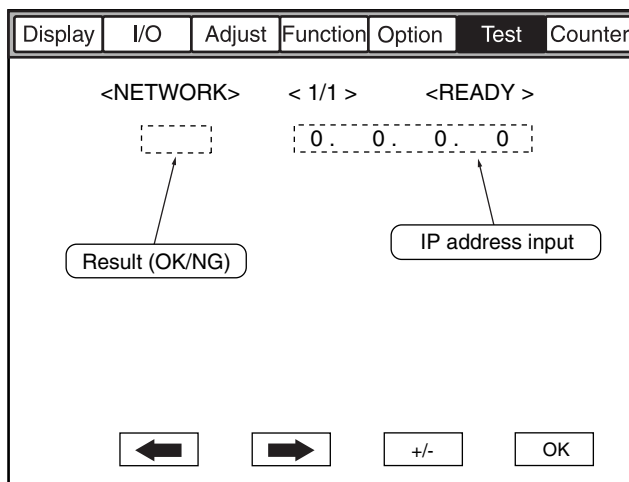 Display I/O Adjust Function Option Test Counter
<NETWORK> < 1/1 > <READY >
0. 0. 0. 0
Result (OK/NG) IP address input
+/- OK